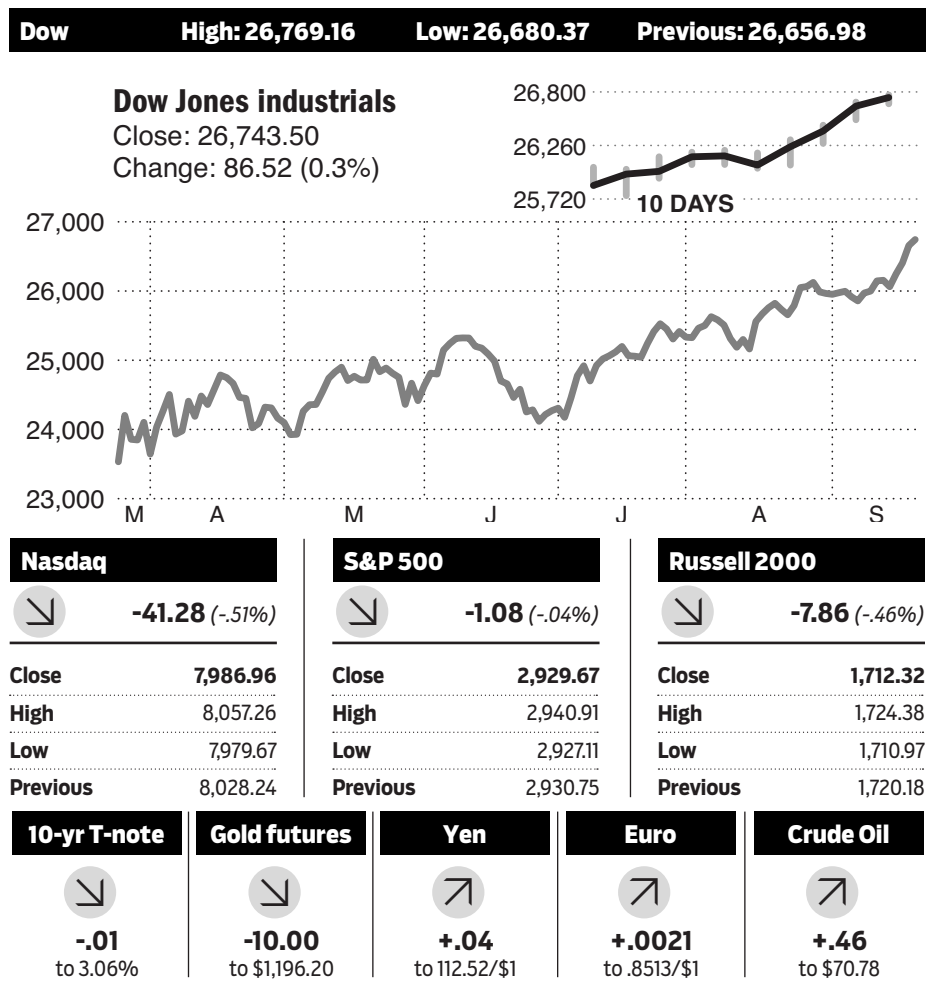 Dow High: 26,769.16 Low: 26,680.37 Previous: 26,656.98
Dow Jones industrials
Close: 26,743.50
Change: 86.52 (0.3%)
26,800
26,260
25,720
10 DAYS
27,000
26,000
25,000
24,000
23,000
M A M J J A S
Nasdaq
-41.28 (-.51%)
Close 7,986.96
High 8,057.26
Low 7,979.67
Previous 8,028.24
S&P 500
-1.08 (-.04%)
Close 2,929.67
High 2,940.91
Low 2,927.11
Previous 2,930.75
Russell 2000
-7.86 (-.46%)
Close 1,712.32
High 1,724.38
Low 1,710.97
Previous 1,720.18
10-yr T-note
-.01
to 3.06%
Gold futures
-10.00
to $1,196.20
Yen
+.04
to 112.52/$1
Euro
+.0021
to .8513/$1
Crude Oil
+.46
to $70.78